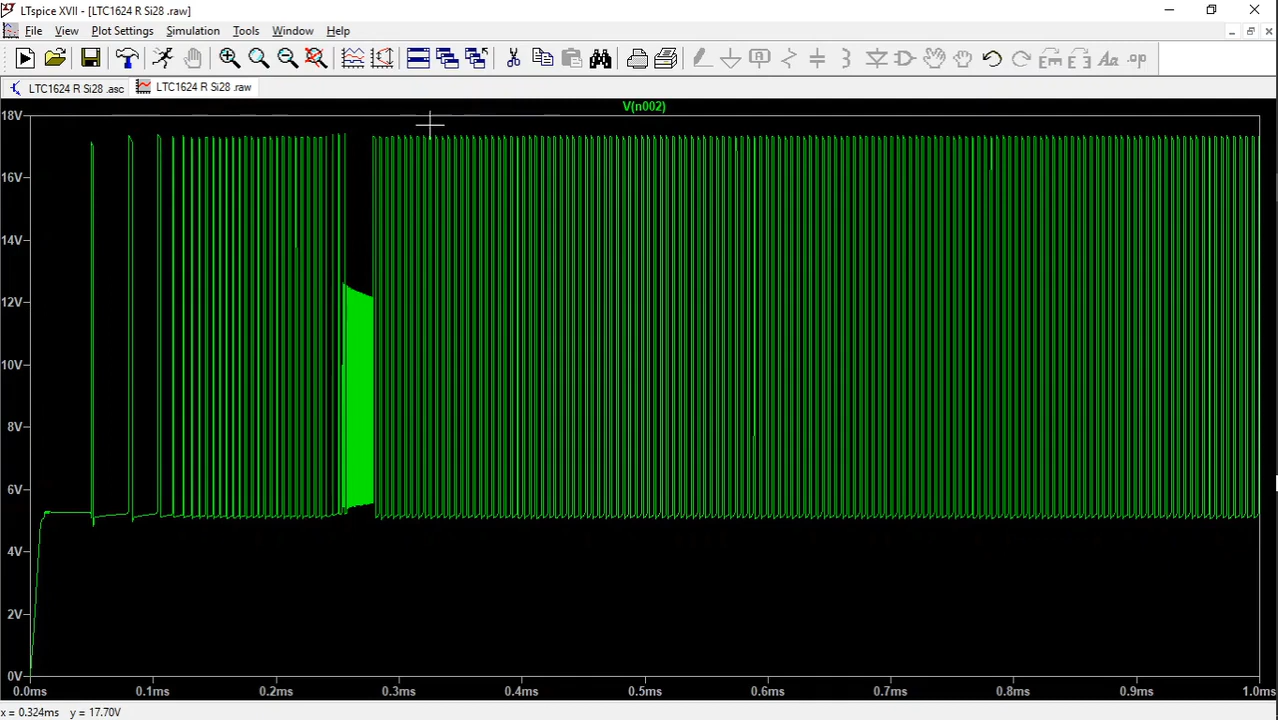 LTspice XVII - [LTC1624 R Si28 .raw]
File View Plot Settings Simulation Tools Window Help
LTC1624 R Si28 .asc LTC1624 R Si28 .raw
V(n002)
18V
16V
14V
12V
10V
8V
6V
4V
2V
0V
0.0ms 0.1ms 0.2ms 0.3ms 0.4ms 0.5ms 0.6ms 0.7ms 0.8ms 0.9ms 1.0ms
x = 0.324ms y = 17.70V